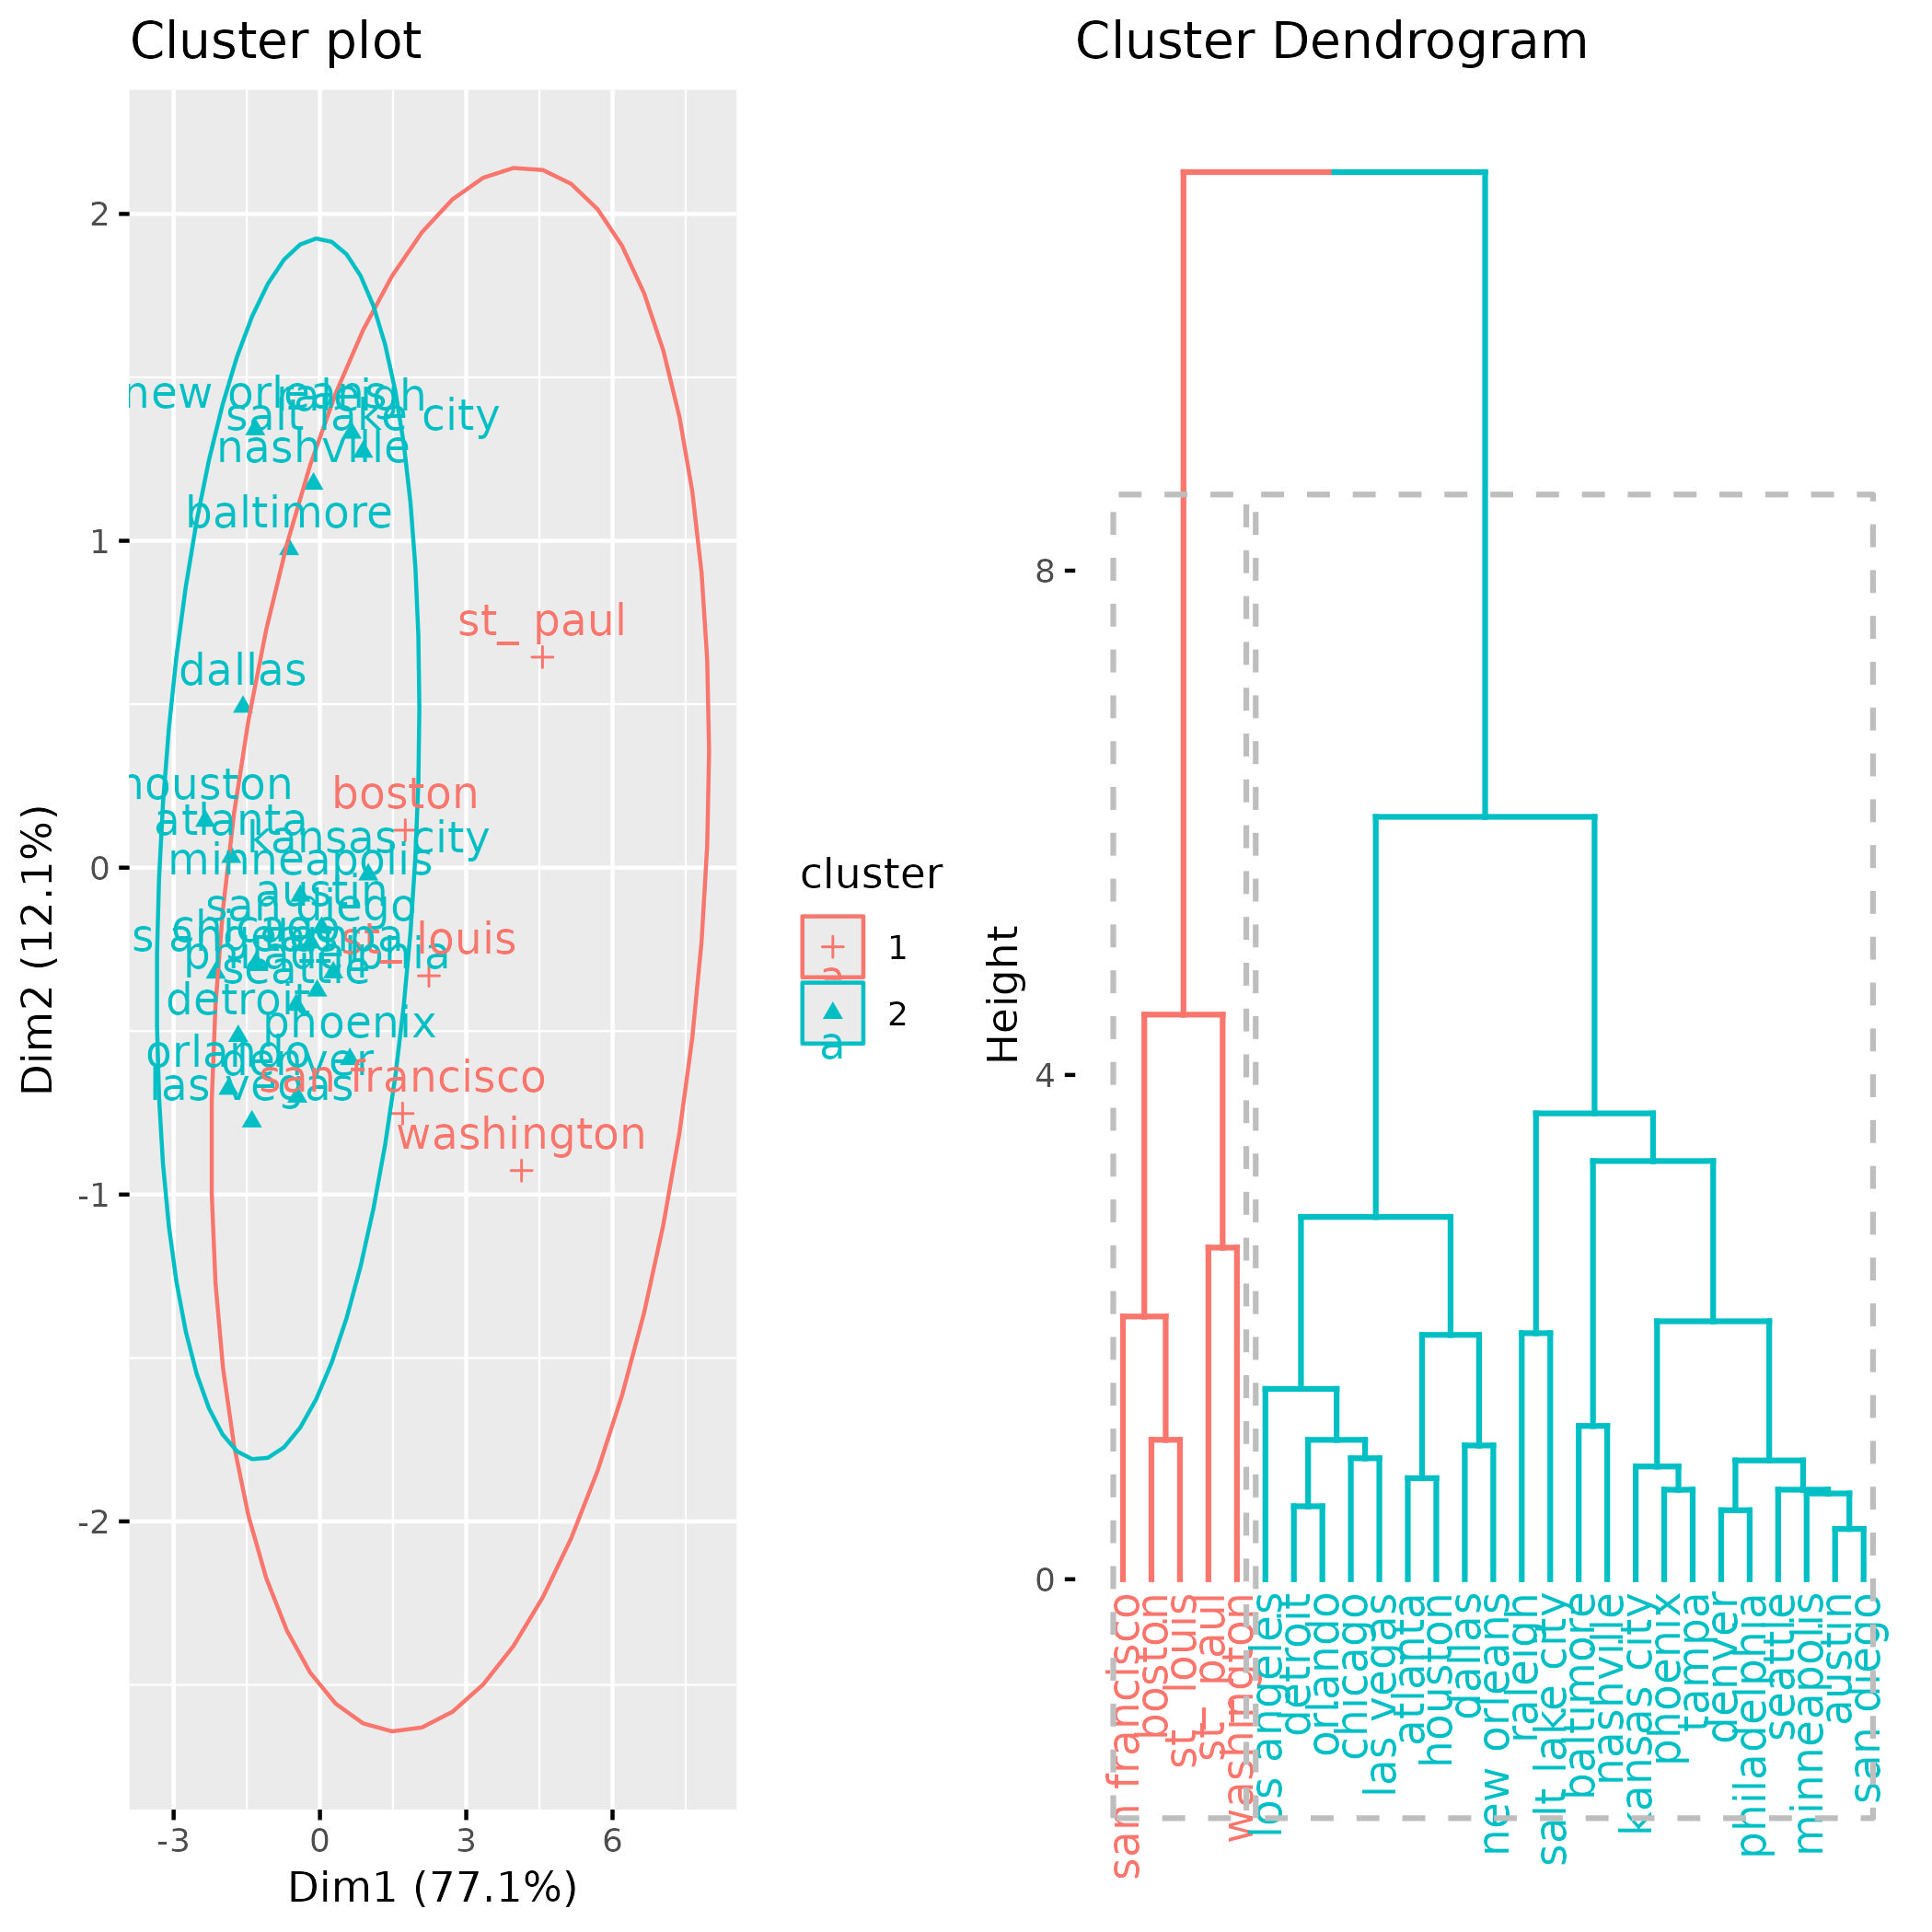 Cluster plot
new orleans
raleigh
salt lake city
nashville
baltimore
st_ paul
dallas
houston
boston
atlanta
kansas city
minneapolis
austin
san diego
chicago
s angeles
tampa
st_ louis
philadelphia
seattle
detroit
phoenix
orlando
denver
san francisco
las vegas
washington
2
1
0
-1
-2
-3
0
3
6
Dim1 (77.1%)
Dim2 (12.1%)
cluster
1
2
a
Cluster Dendrogram
Height
8
4
0
san francisco
boston
st_ louis
st_ paul
washington
los angeles
detroit
orlando
chicago
las vegas
atlanta
houston
dallas
new orleans
raleigh
salt lake city
baltimore
nashville
kansas city
phoenix
tampa
denver
philadelphia
seattle
minneapolis
austin
san diego